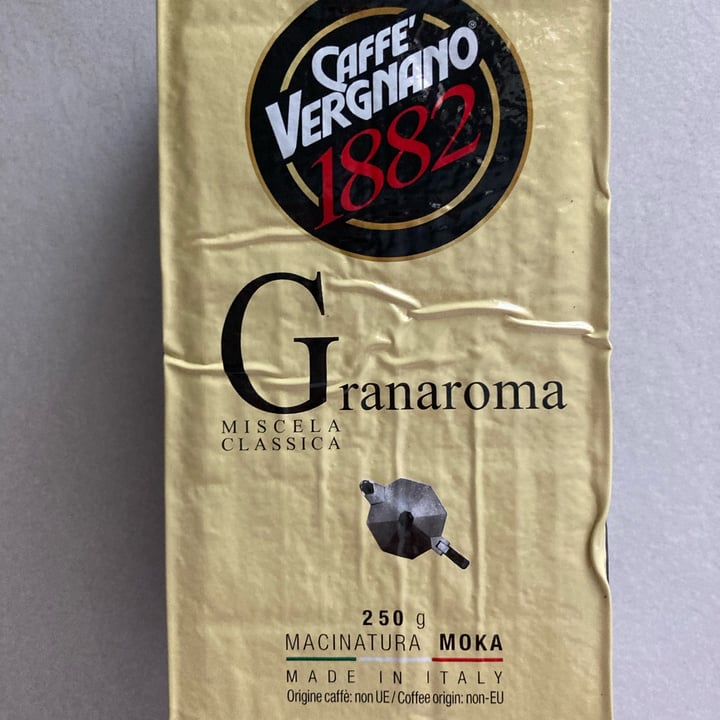 CAFFE'
VERGNANO®
1882
Granaroma
MISCELA
CLASSICA
250 g
MACINATURA MOKA
MADE IN ITALY
Origine caffè: non UE / Coffee origin: non-EU